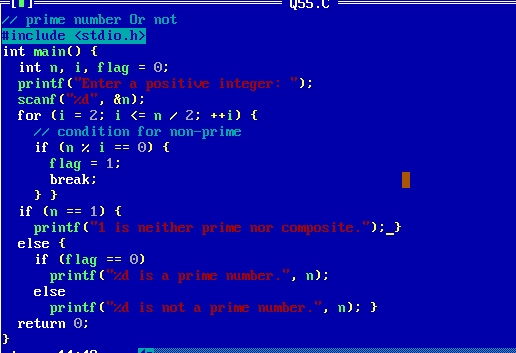 [■] Q55.C
// prime number Or not
#include <stdio.h>
int main() {
int n, i, flag = 0;
printf("Enter a positive integer: ");
scanf("%d", &n);
for (i = 2; i <= n / 2; ++i) {
// condition for non-prime
if (n % i == 0) {
flag = 1;
break;
} }
if (n == 1) {
printf("1 is neither prime nor composite.");_}
else {
if (flag == 0)
printf("%d is a prime number.", n);
else
printf("%d is not a prime number.", n); }
return 0;
}